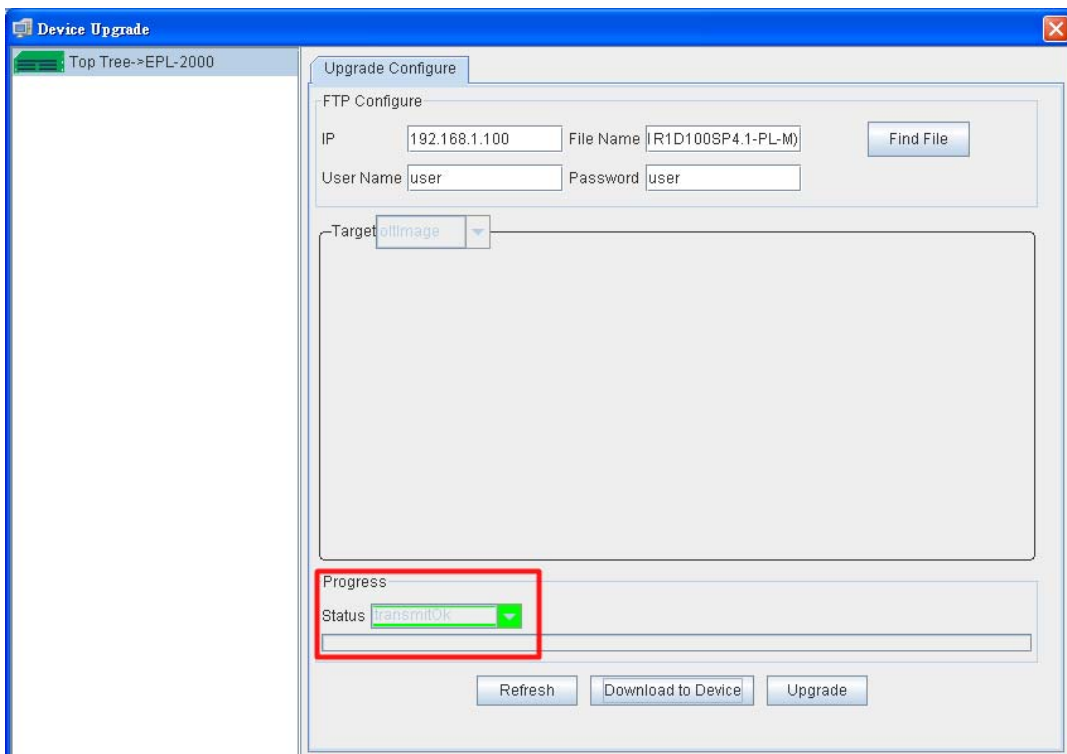 Device Upgrade
Top Tree->EPL-2000
Upgrade Configure
FTP Configure
IP 192.168.1.100 File Name R1D100SP4.1-PL-M) Find File
User Name user Password user
Target oltImage
Progress
Status transmitOk
Refresh Download to Device Upgrade